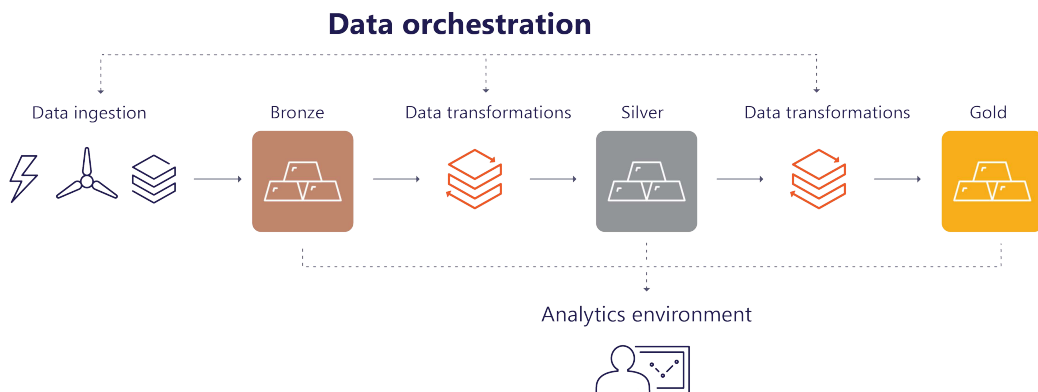 Data orchestration
Data ingestion
Bronze
Data transformations
Silver
Data transformations
Gold
Analytics environment